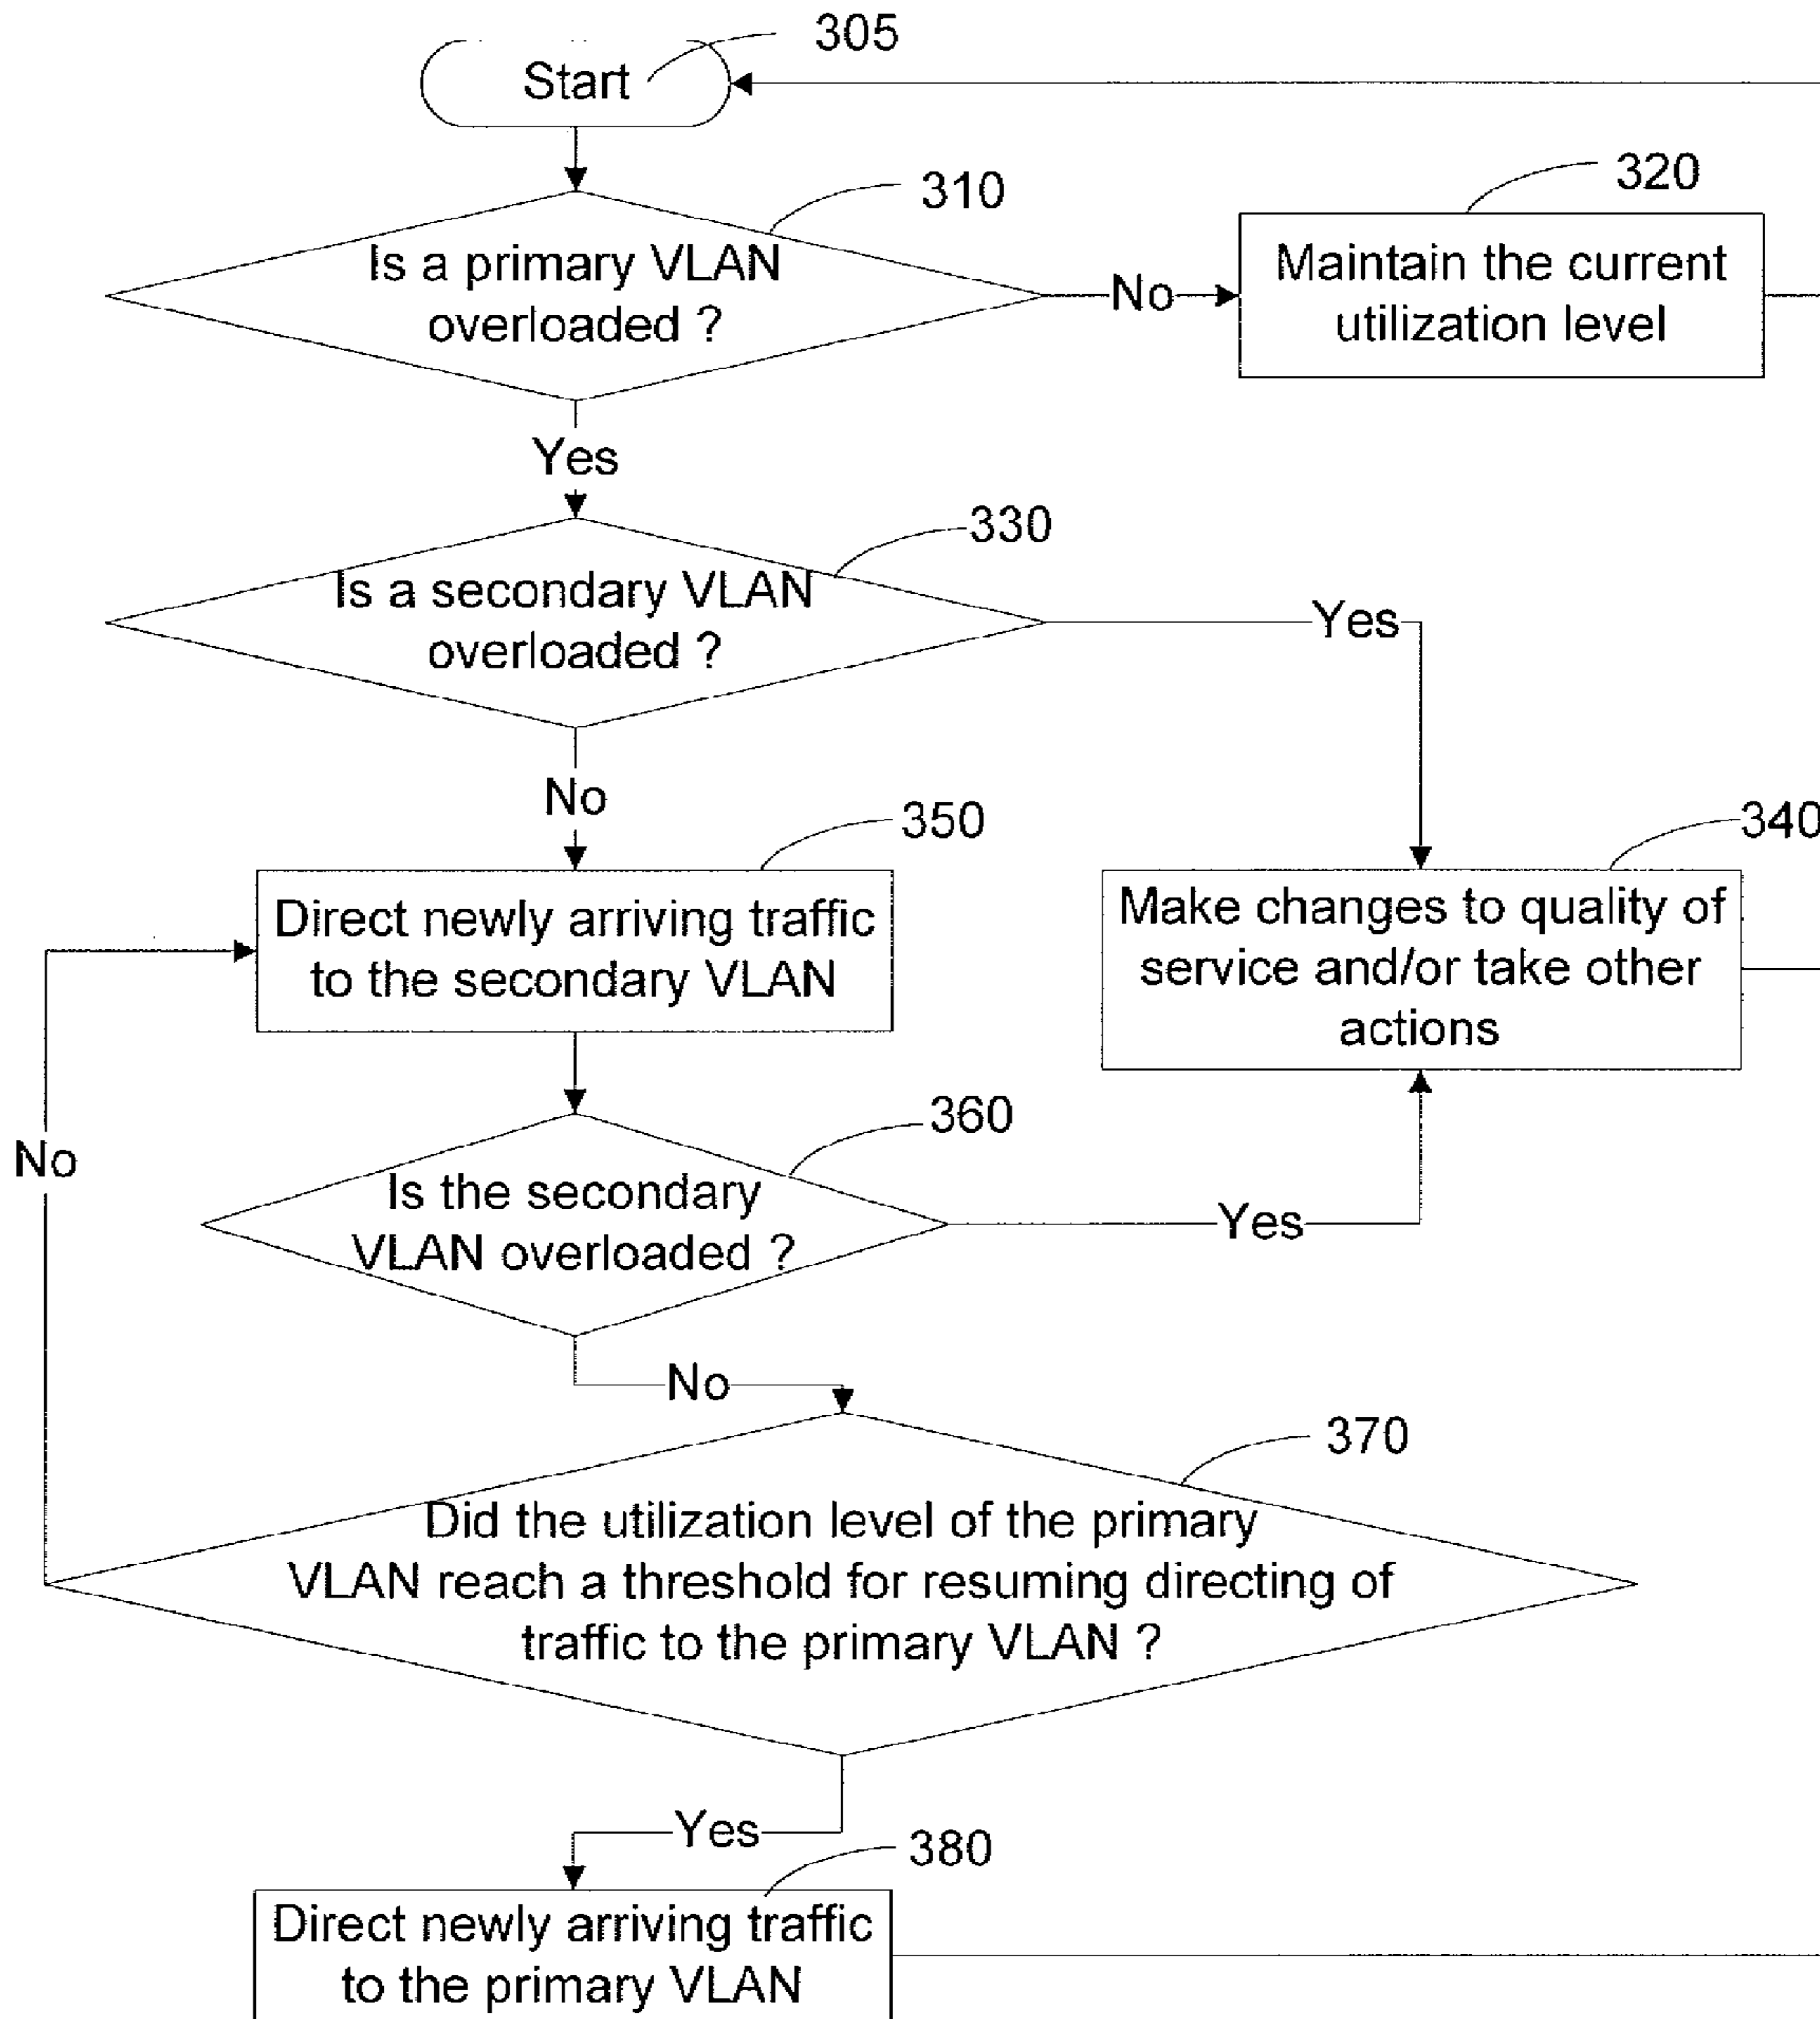 305
Start
310
Is a primary VLAN
overloaded ?
No
320
Maintain the current
utilization level
Yes
330
Is a secondary VLAN
overloaded ?
Yes
No
350
Direct newly arriving traffic
to the secondary VLAN
340
Make changes to quality of
service and/or take other
actions
360
Is the secondary
VLAN overloaded ?
Yes
No
No
370
Did the utilization level of the primary
VLAN reach a threshold for resuming directing of
traffic to the primary VLAN ?
Yes
380
Direct newly arriving traffic
to the primary VLAN